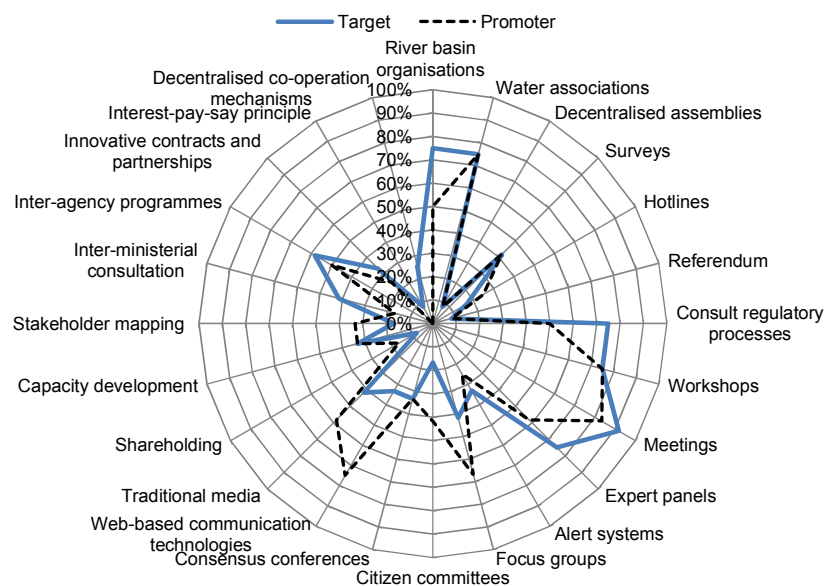 Target
Promoter
River basin
organisations
Water associations
Decentralised assemblies
Surveys
Hotlines
Referendum
Consult regulatory
processes
Workshops
Meetings
Expert panels
Alert systems
Focus groups
Citizen committees
Consensus conferences
Web-based communication
technologies
Traditional media
Shareholding
Capacity development
Stakeholder mapping
Inter-ministerial
consultation
Inter-agency programmes
Innovative contracts and
partnerships
Interest-pay-say principle
Decentralised co-operation
mechanisms
100%
90%
80%
70%
60%
50%
40%
30%
20%
10%
0%